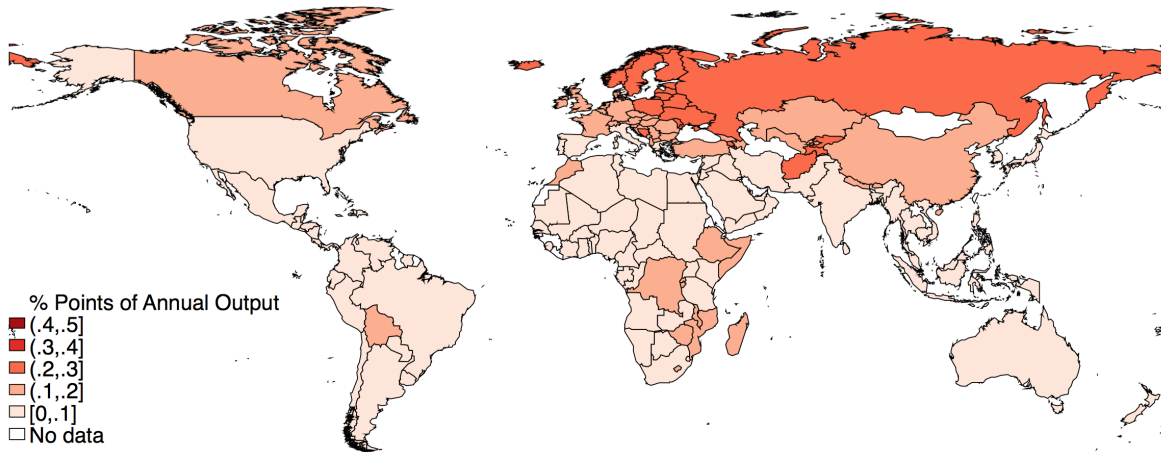 % Points of Annual Output
(.4,.5]
(.3,.4]
(.2,.3]
(.1,.2]
[0,.1]
No data